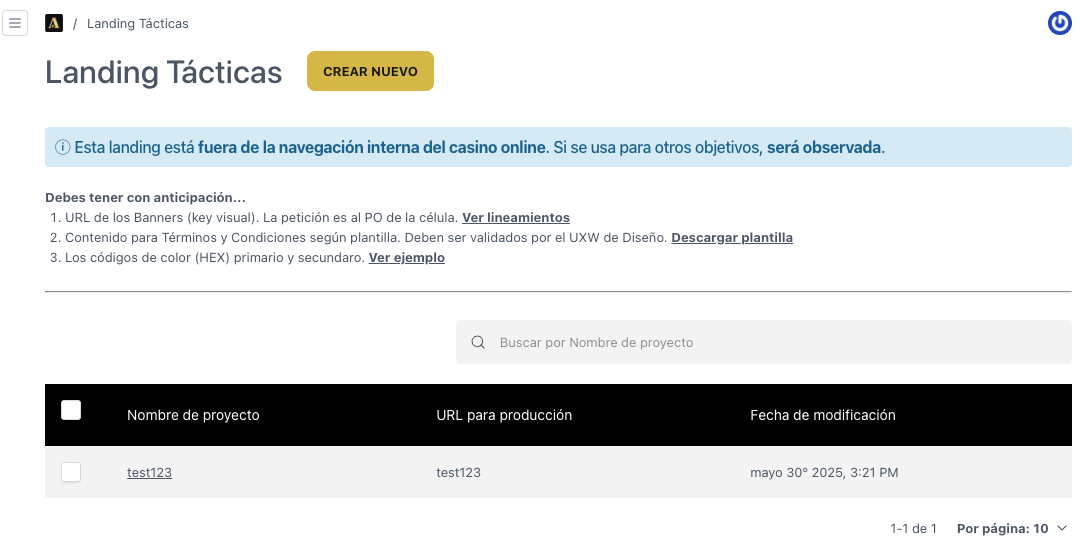 / Landing Tácticas
Landing Tácticas
CREAR NUEVO
Esta landing está fuera de la navegación interna del casino online. Si se usa para otros objetivos, será observada.
Debes tener con anticipación...
1. URL de los Banners (key visual). La petición es al PO de la célula. Ver lineamientos
2. Contenido para Términos y Condiciones según plantilla. Deben ser validados por el UXW de Diseño. Descargar plantilla
3. Los códigos de color (HEX) primario y secundaro. Ver ejemplo
Buscar por Nombre de proyecto
Nombre de proyecto URL para producción Fecha de modificación
test123 test123 mayo 30º 2025, 3:21 PM
1-1 de 1 Por página: 10